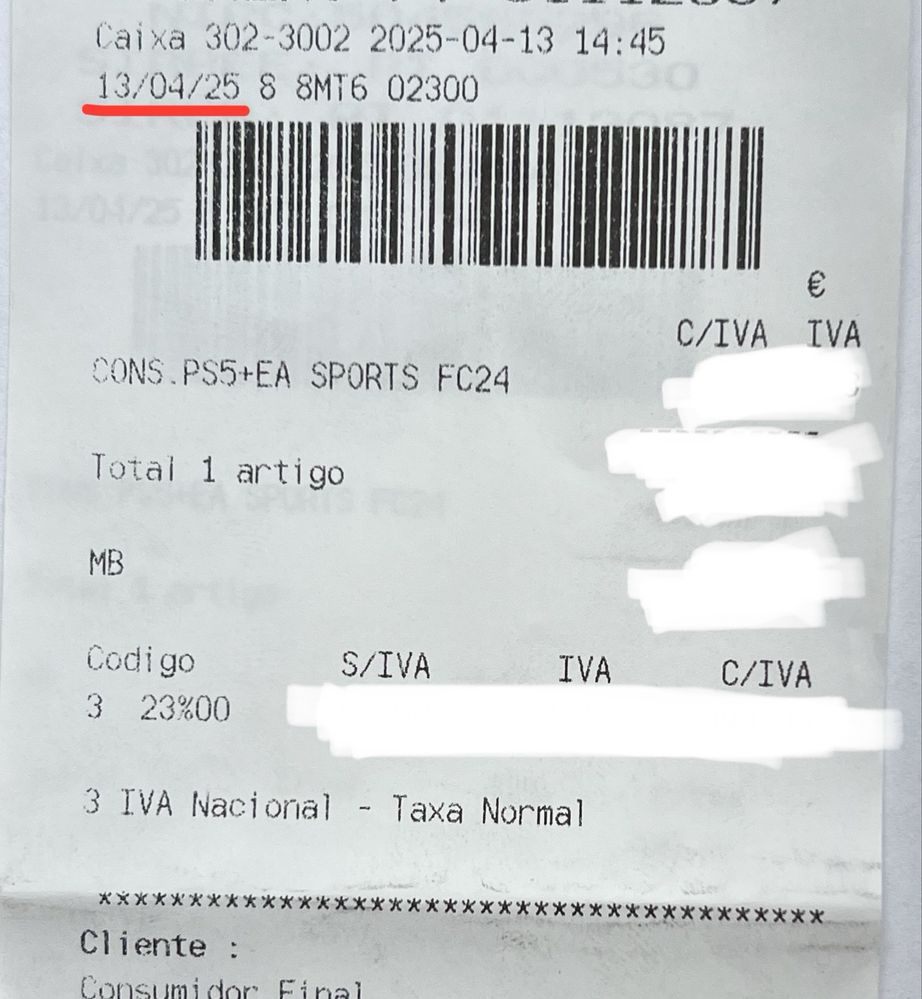 Caixa 302-3002 2025-04-13 14:45
13/04/25 8 8MT6 02300
€
C/IVA IVA
CONS.PS5+EA SPORTS FC24
Total 1 artigo
MB
Codigo S/IVA IVA C/IVA
3 23%00
3 IVA Nacional - Taxa Normal
*****************************************
Cliente :
Consumidor Final